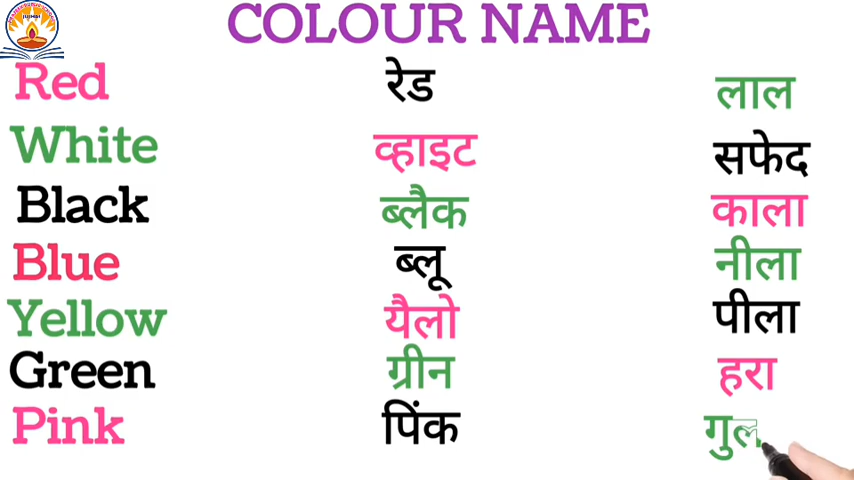 COLOUR NAME
Red रेड लाल
White व्हाइट सफेद
Black ब्लैक काला
Blue ब्लू नीला
Yellow यैलो पीला
Green ग्रीन हरा
Pink पिंक गुल